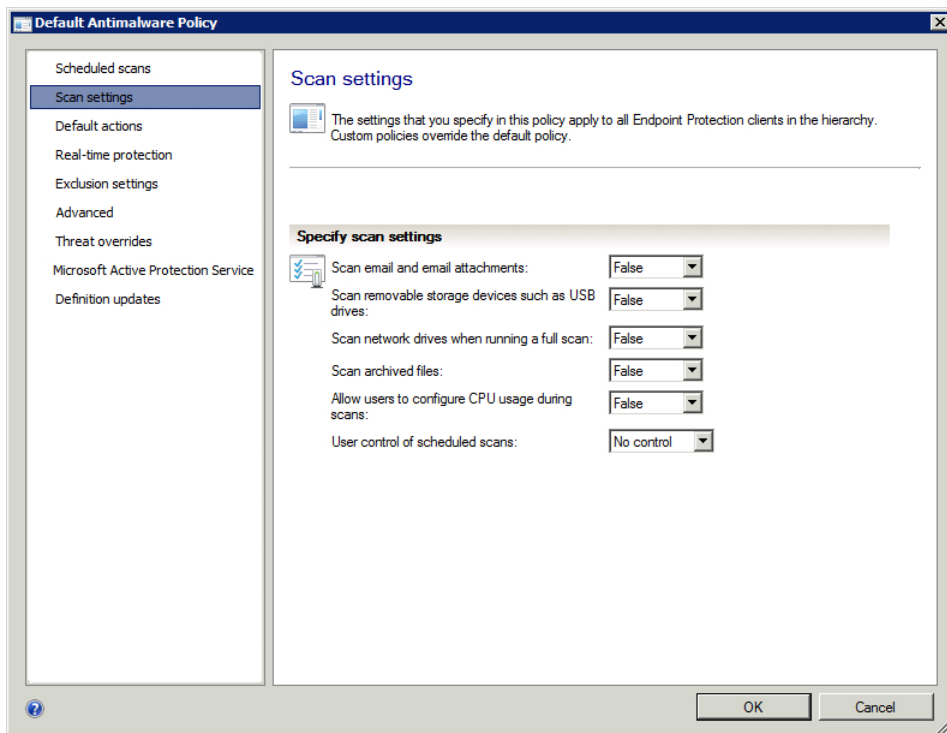 Default Antimalware Policy
Scheduled scans
Scan settings
Default actions
Real-time protection
Exclusion settings
Advanced
Threat overrides
Microsoft Active Protection Service
Definition updates
Scan settings
The settings that you specify in this policy apply to all Endpoint Protection clients in the hierarchy.
Custom policies override the default policy.
Specify scan settings
Scan email and email attachments: False
Scan removable storage devices such as USB
drives: False
Scan network drives when running a full scan: False
Scan archived files: False
Allow users to configure CPU usage during
scans: False
User control of scheduled scans: No control
OK Cancel